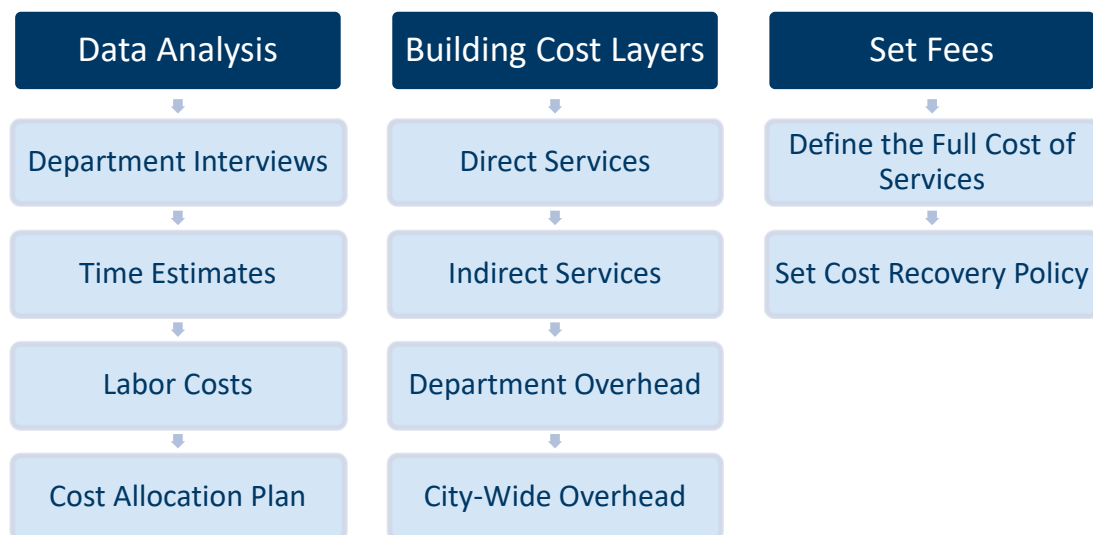 Data Analysis
Department Interviews
Time Estimates
Labor Costs
Cost Allocation Plan
Building Cost Layers
Direct Services
Indirect Services
Department Overhead
City-Wide Overhead
Set Fees
Define the Full Cost of
Services
Set Cost Recovery Policy